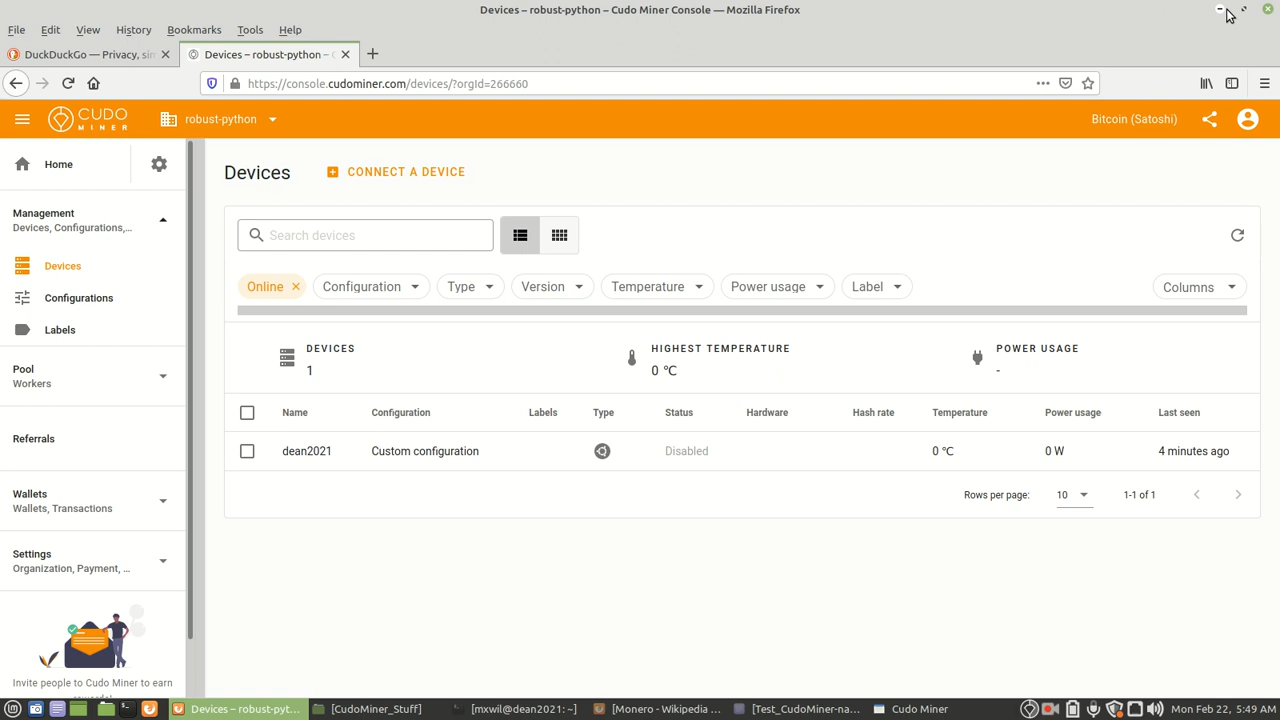 Devices – robust-python – Cudo Miner Console — Mozilla Firefox
File Edit View History Bookmarks Tools Help
DuckDuckGo — Privacy, sim
Devices – robust-python – C
https://console.cudominer.com/devices/?orgId=266660
CUDO
MINER
robust-python
Bitcoin (Satoshi)
Home
Management
Devices, Configurations,...
Devices
Configurations
Labels
Pool
Workers
Referrals
Wallets
Wallets, Transactions
Settings
Organization, Payment, ...
Invite people to Cudo Miner to earn
Devices
CONNECT A DEVICE
Search devices
Online Configuration Type Version Temperature Power usage Label Columns
DEVICES
1
HIGHEST TEMPERATURE
0 °C
POWER USAGE
-
Name Configuration Labels Type Status Hardware Hash rate Temperature Power usage Last seen
dean2021 Custom configuration Disabled 0 °C 0 W 4 minutes ago
Rows per page: 10 1-1 of 1
Devices – robust-pyt... [CudoMiner_Stuff] [mxwil@dean2021:~] [Monero - Wikipedia ... [Test_CudoMiner-na... Cudo Miner Mon Feb 22, 5:49 AM